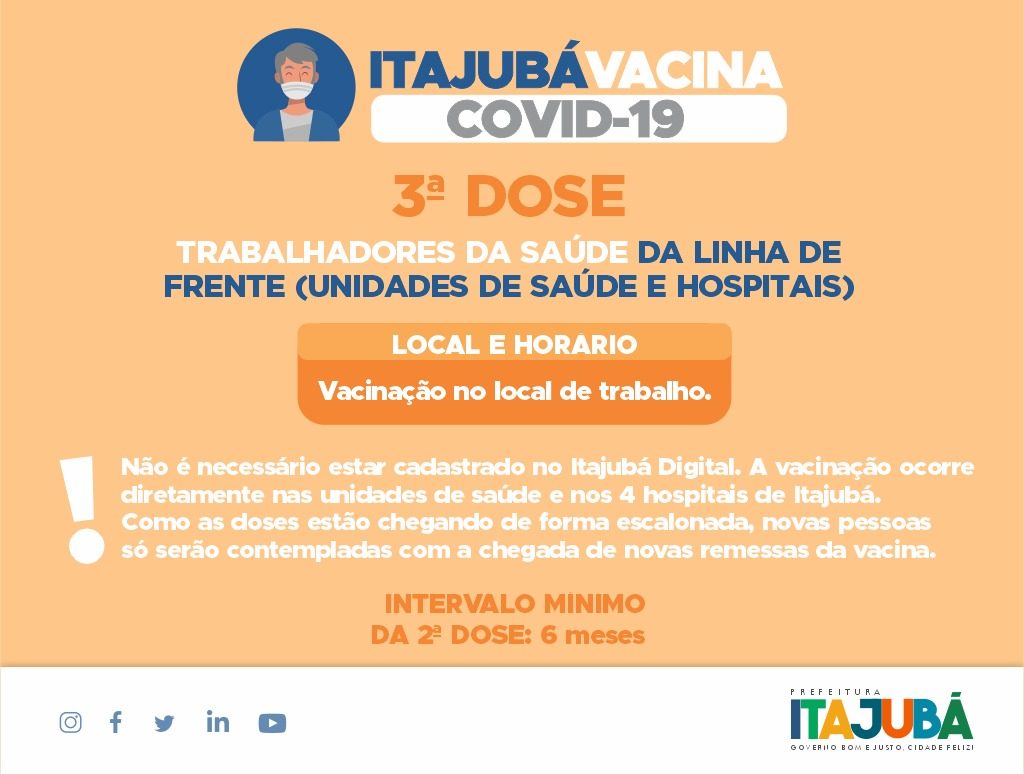 ITAJUBÁVACINA
COVID-19
3ª DOSE
TRABALHADORES DA SAÚDE DA LINHA DE
FRENTE (UNIDADES DE SAÚDE E HOSPITAIS)
LOCAL E HORÁRIO
Vacinação no local de trabalho.
Não é necessário estar cadastrado no Itajubá Digital. A vacinação ocorre
diretamente nas unidades de saúde e nos 4 hospitais de Itajubá.
Como as doses estão chegando de forma escalonada, novas pessoas
só serão contempladas com a chegada de novas remessas da vacina.
INTERVALO MÍNIMO
DA 2ª DOSE: 6 meses
PREFEITURA
ITAJUBÁ
GOVERNO BOM E JUSTO, CIDADE FELIZ!